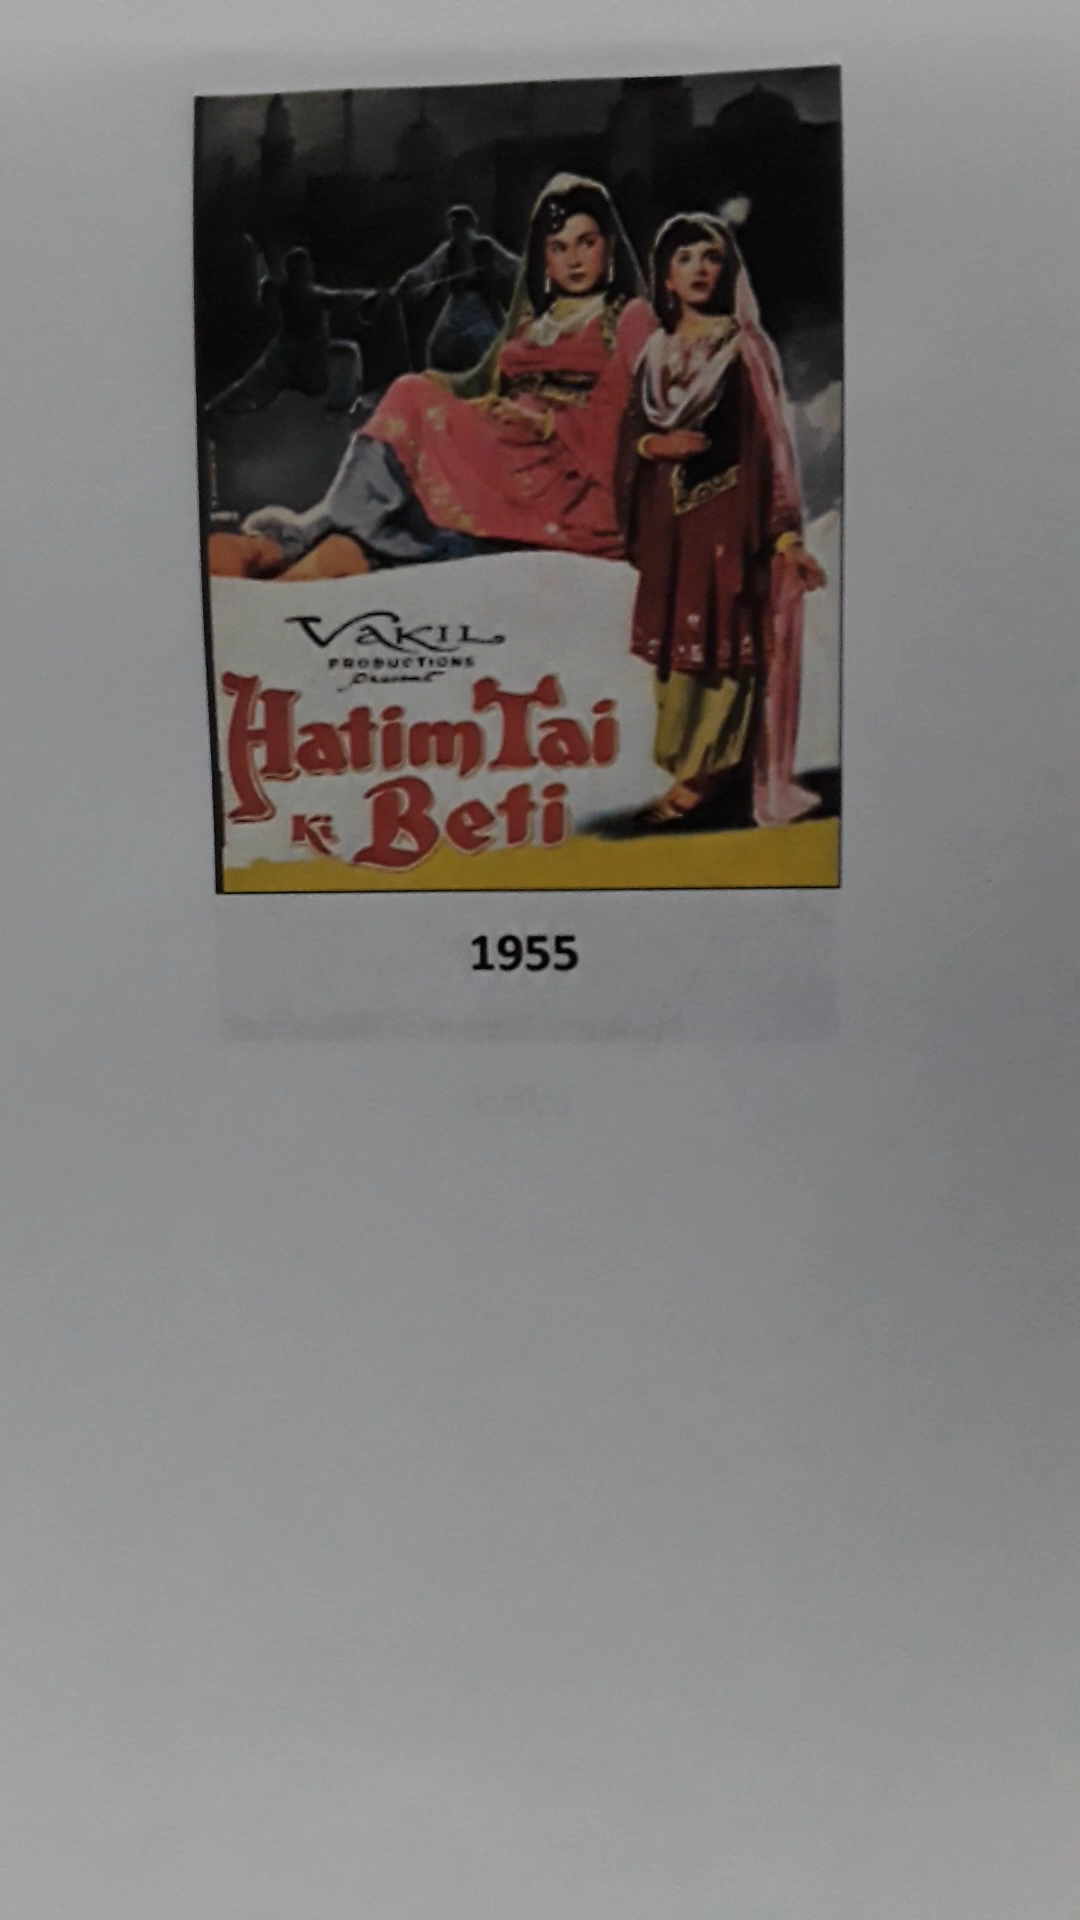 VAKIL
PRODUCTIONS
Present
Hatim Tai
Ki Beti
1955